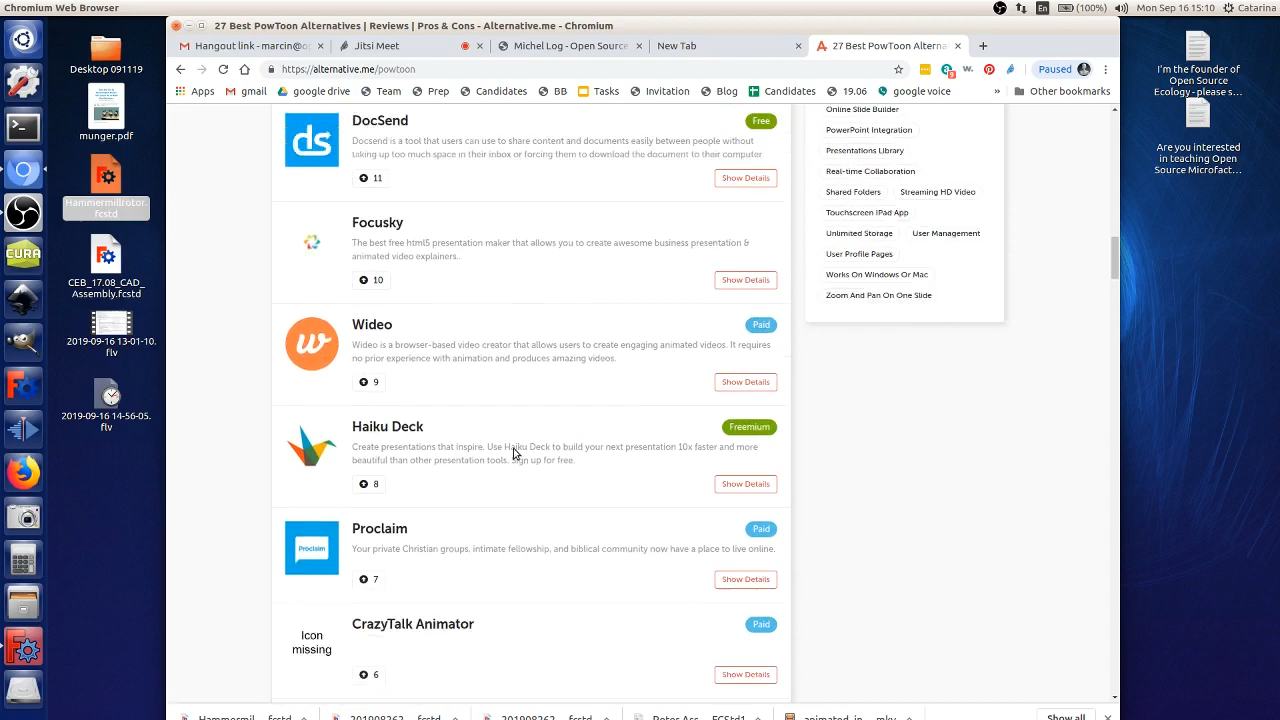 Chromium Web Browser
En
(100%)
Mon Sep 16 15:10
Catarina
27 Best PowToon Alternatives | Reviews | Pros & Cons - Alternative.me - Chromium
Hangout link - marcin@o
Jitsi Meet
Michel Log - Open Source
New Tab
27 Best PowToon Alterna
https://alternative.me/powtoon
Paused
Apps
gmail
google drive
Team
Prep
Candidates
GB
Tasks
Invitation
Blog
Candid
19.06
google voice
»
Other bookmarks
Desktop 091119
munger.pdf
Hammermillrotor.
fcstd
CEB_17.08_CAD_
Assembly.fcstd
2019-09-16 13-01-10.
flv
2019-09-16 14-56-05.
flv
CURA
DocSend
Free
Docsend is a tool that users can use to share content and documents easily between people without
taking up too much space in their inbox or forcing them to download the document to their computer
11
Show Details
Focusky
The best free html5 presentation maker that allows you to create awesome business presentation &
animated video explainers..
10
Show Details
Wideo
Paid
Wideo is a browser-based video creator that allows users to create engaging animated videos. It requires
no prior experience with animation and produces amazing videos.
9
Show Details
Haiku Deck
Freemium
Create presentations that inspire. Use Haiku Deck to build your next presentation 10x faster and more
beautiful than other presentation tools. Sign up for free.
8
Show Details
Proclaim
Proclaim
Paid
Your private Christian groups, intimate fellowship, and biblical community now have a place to live online.
7
Show Details
CrazyTalk Animator
Paid
Icon
missing
6
Show Details
Online Slide Builder
PowerPoint Integration
Presentations Library
Real-time Collaboration
Shared Folders
Streaming HD Video
Touchscreen IPad App
Unlimited Storage
User Management
User Profile Pages
Works On Windows Or Mac
Zoom And Pan On One Slide
I'm the founder of
Open Source
Ecology - please s...
Are you interested
in teaching Open
Source Microfact...
Show all